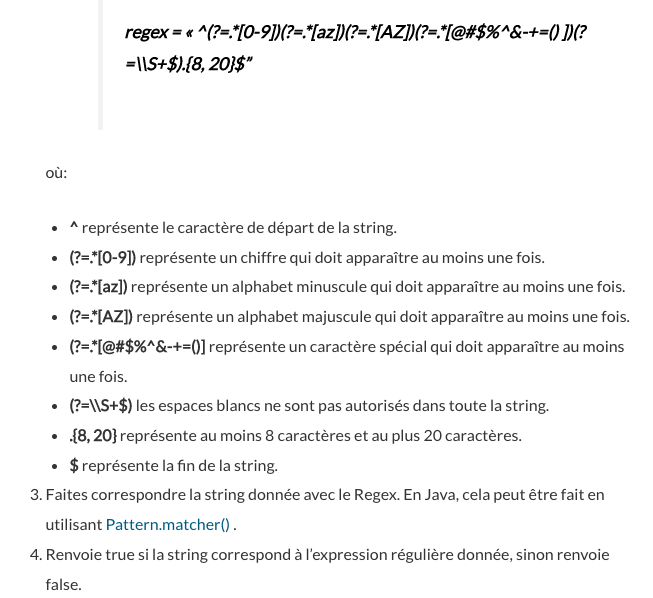 regex = « ^(?=.*[0-9])(?=.*[az])(?=.*[AZ])(?=.*[@#$%^&-+=() ])(?
=\\S+$).{8, 20}$”
où:
• ^ représente le caractère de départ de la string.
• (?=.*[0-9]) représente un chiffre qui doit apparaître au moins une fois.
• (?=.*[az]) représente un alphabet minuscule qui doit apparaître au moins une fois.
• (?=.*[AZ]) représente un alphabet majuscule qui doit apparaître au moins une fois.
• (?=.*[@#$%^&-+=()] représente un caractère spécial qui doit apparaître au moins
une fois.
• (?=\\S+$) les espaces blancs ne sont pas autorisés dans toute la string.
• .{8, 20} représente au moins 8 caractères et au plus 20 caractères.
• $ représente la fin de la string.
3. Faites correspondre la string donnée avec le Regex. En Java, cela peut être fait en
utilisant Pattern.matcher() .
4. Renvoie true si la string correspond à l’expression régulière donnée, sinon renvoie
false.